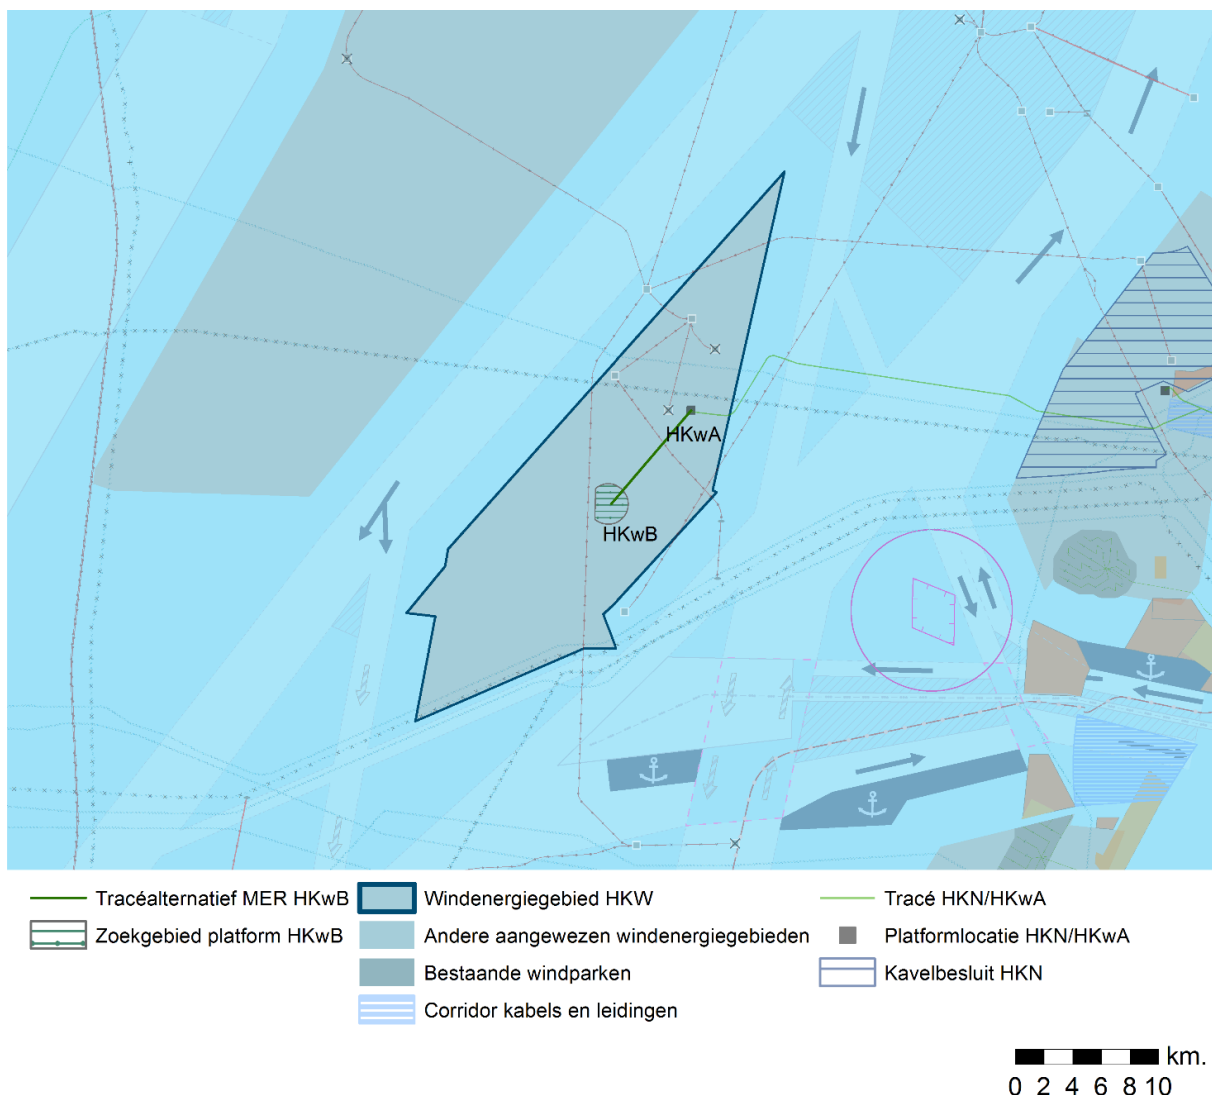 HKwA
HKwB
Tracéalternatief MER HKwB
Zoekgebied platform HKwB
Windenergiegebied HKW
Andere aangewezen windenergiegebieden
Bestaande windparken
Corridor kabels en leidingen
Tracé HKN/HKwA
Platformlocatie HKN/HKwA
Kavelbesluit HKN
km.
0 2 4 6 8 10